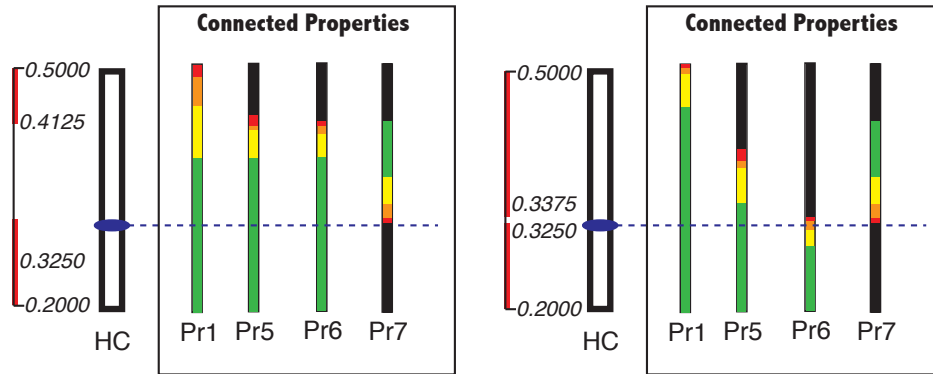 Connected Properties
0.5000
0.4125
0.3250
0.2000
HC
Pr1 Pr5 Pr6 Pr7
Connected Properties
0.5000
0.3375
0.3250
0.2000
HC
Pr1 Pr5 Pr6 Pr7